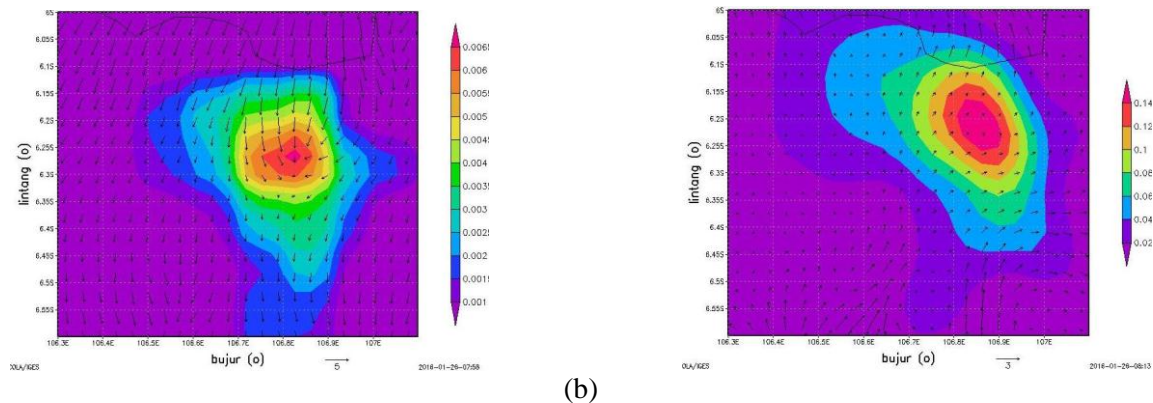 6S
6.05S
6.1S
6.15S
6.2S
6.25S
6.3S
6.35S
6.4S
6.45S
6.5S
6.55S
lintang (o)
106.3E 106.4E 106.5E 106.6E 106.7E 106.8E 106.9E 107E
bujur (o)
5
2016-01-26-07:58
0.0065
0.006
0.0055
0.005
0.0045
0.004
0.0035
0.003
0.0025
0.002
0.0015
0.001
6S
6.05S
6.1S
6.15S
6.2S
6.25S
6.3S
6.35S
6.4S
6.45S
6.5S
6.55S
lintang (o)
106.3E 106.4E 106.5E 106.6E 106.7E 106.8E 106.9E 107E
bujur (o)
3
2016-01-26-08:13
0.14
0.12
0.1
0.08
0.06
0.04
0.02
(b)